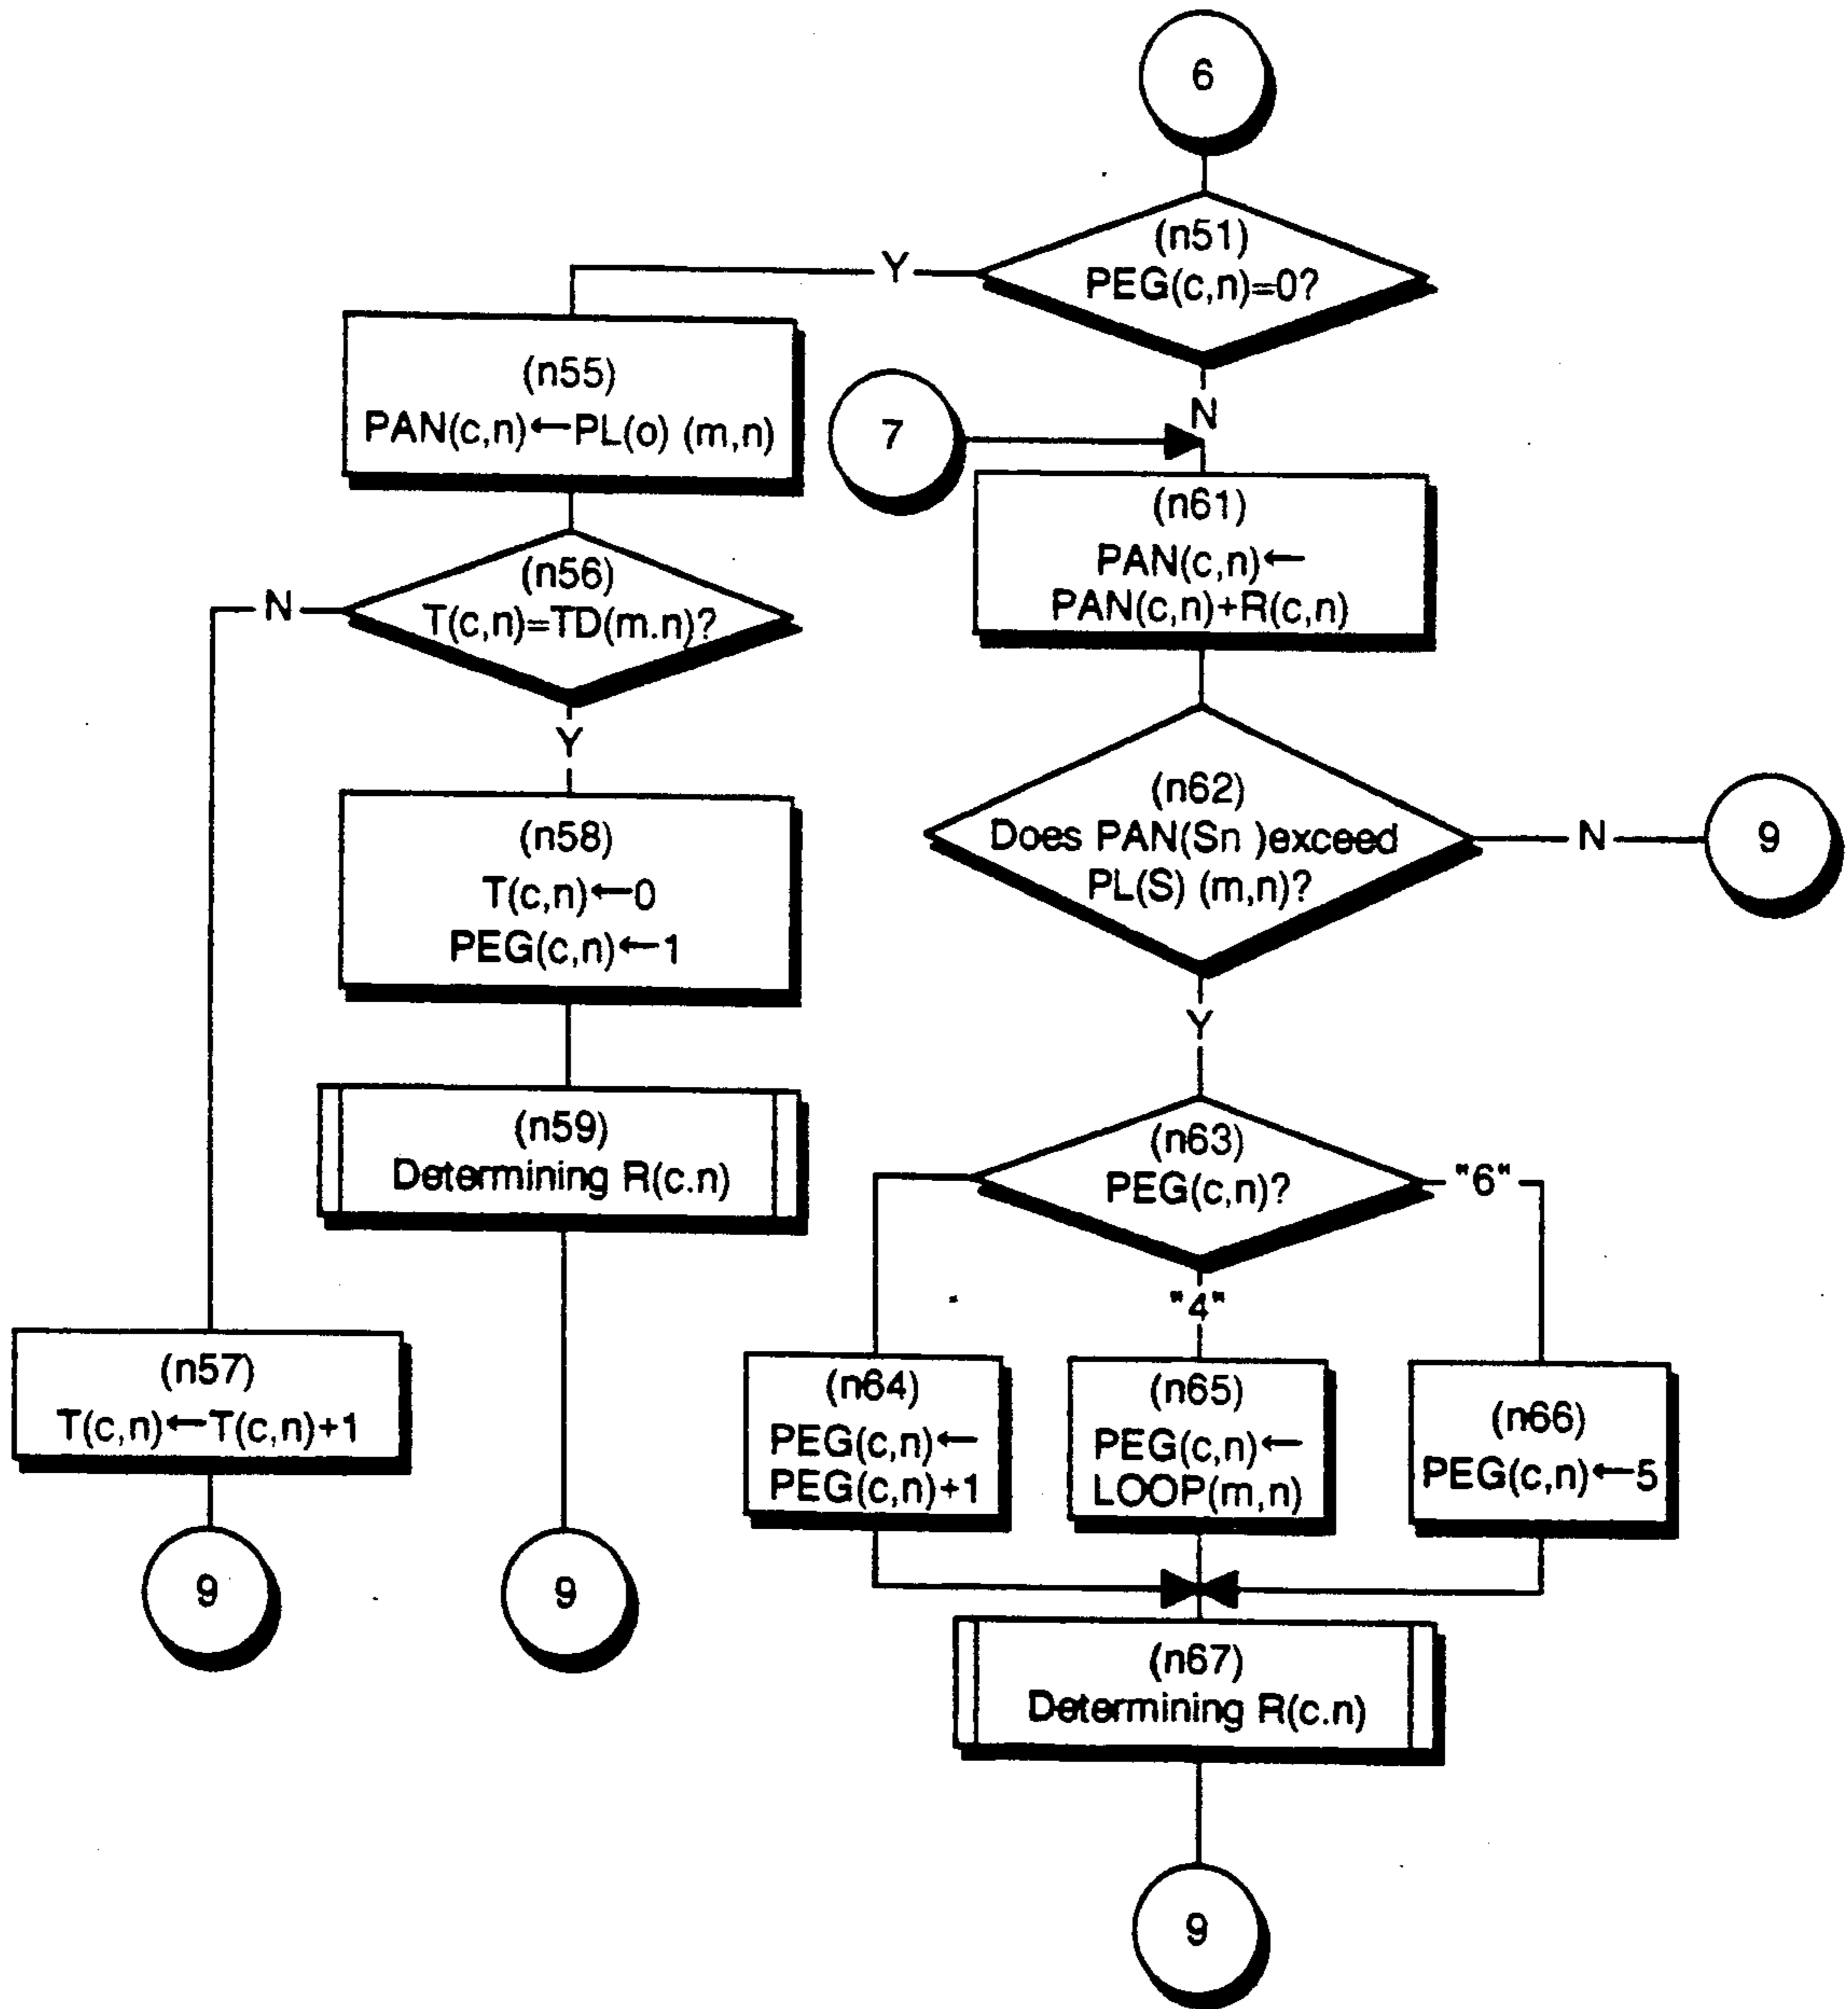 6
(n51)
PEG(c,n)=0?
Y
N
(n55)
PAN(c,n)←PL(o) (m,n)
7
(n61)
PAN(c,n)←
PAN(c,n)+R(c,n)
(n56)
T(c,n)=TD(m.n)?
N
Y
(n62)
Does PAN(Sn )exceed
PL(S) (m,n)?
N
9
Y
(n58)
T(c,n)←0
PEG(c,n)←1
(n59)
Determining R(c.n)
(n63)
PEG(c,n)?
"6"
"4"
(n57)
T(c,n)←T(c,n)+1
(n64)
PEG(c,n)←
PEG(c,n)+1
(n65)
PEG(c,n)←
LOOP(m,n)
(n66)
PEG(c,n)←5
9
9
(n67)
Determining R(c.n)
9